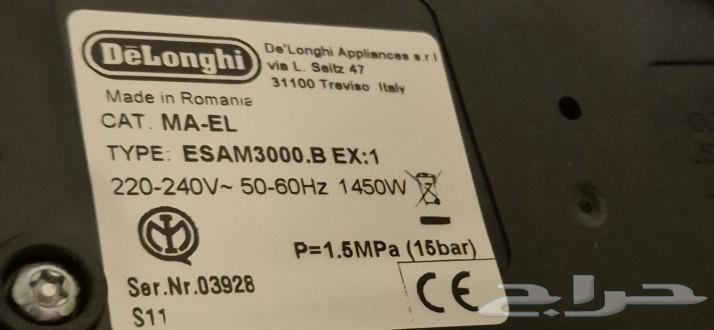 DeLonghi
De'Longhi Appliances s.r.l
via L. Seitz 47
31100 Treviso Italy
Made in Romania
CAT. MA-EL
TYPE: ESAM3000.B EX:1
220-240V~ 50-60Hz 1450W
P=1.5MPa (15bar)
Ser.Nr.03928
S11
CE
حراج